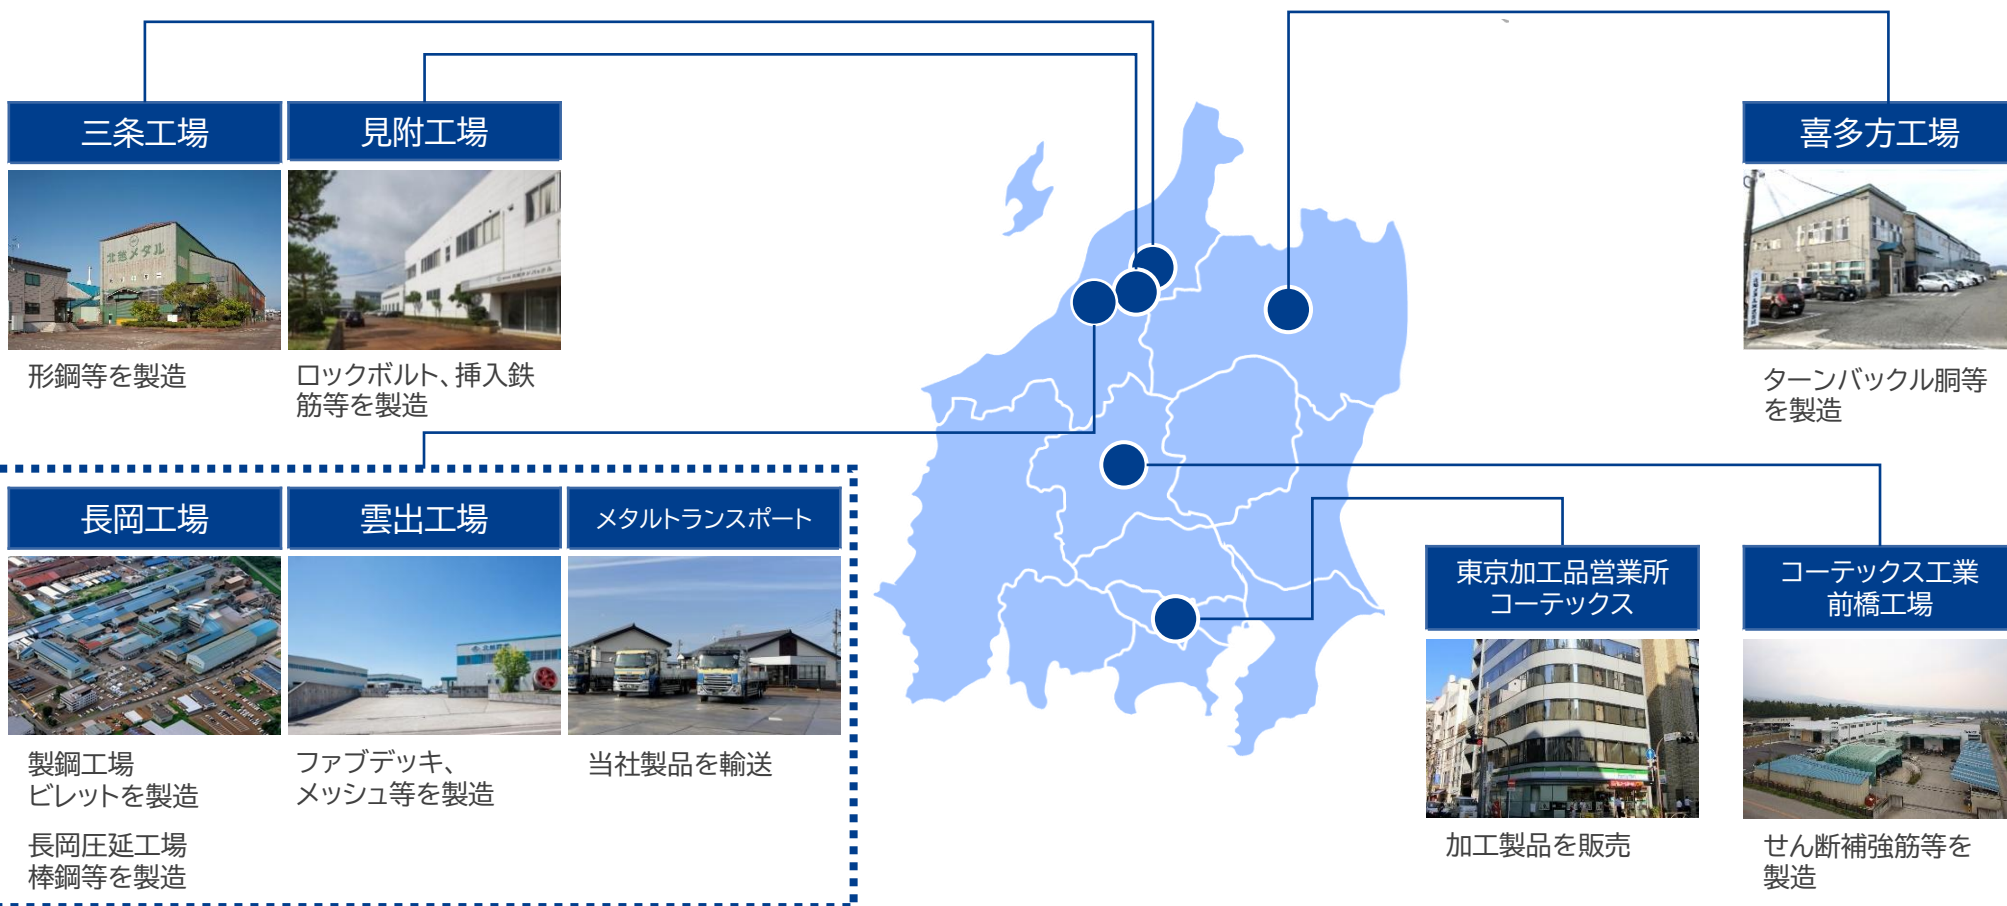 三条工場
見附工場
喜多方工場
北越メタル
形鋼等を製造
ロックボルト、挿入鉄
筋等を製造
ターンバックル胴等
を製造
長岡工場
雲出工場
メタルトランスポート
製鋼工場
ビレットを製造
長岡圧延工場
棒鋼等を製造
ファブデッキ、
メッシュ等を製造
当社製品を輸送
東京加工品営業所
コーテックス
コーテックス工業
前橋工場
加工製品を販売
せん断補強筋等を
製造